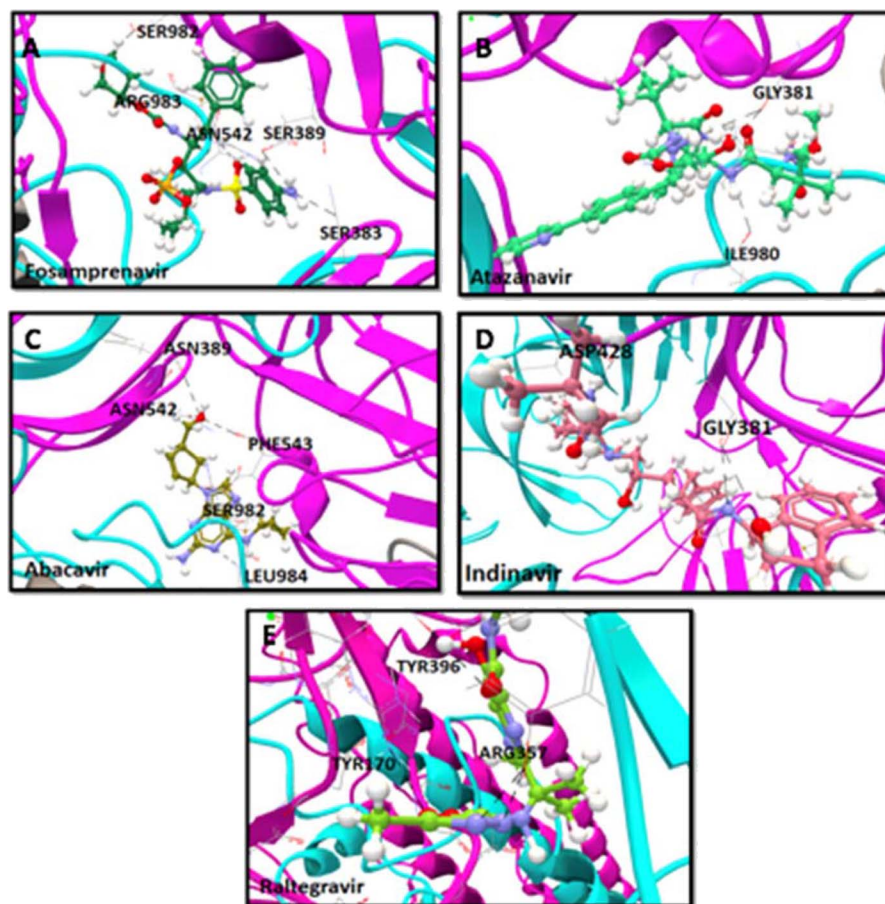 A
SER982
ARG983
ASN542 SER389
SER383
Fosamprenavir
B
GLY381
ILE980
Atazanavir
C
ASN389
ASN542
PHE543
SER982
LEU984
Abacavir
D
ASP428
GLY381
Indinavir
E
TYR396
ARG357
TYR170
Raltegravir